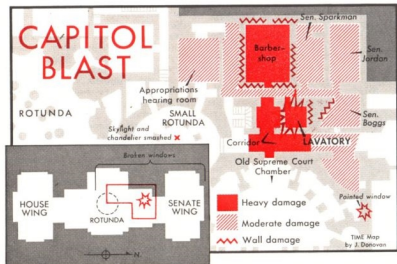 CAPITOL
BLAST
Sen. Sparkman
Barber-
shop
Sen.
Jordan
Appropriations
hearing room
ROTUNDA
SMALL
ROTUNDA
Skylight and
chandelier smashed
Sen.
Boggs
Corridor
LAVATORY
Old Supreme Court
Chamber
Broken windows
Painted window
HOUSE
WING
ROTUNDA
SENATE
WING
N
Heavy damage
Moderate damage
Wall damage
TIME Map
by J. Donovan